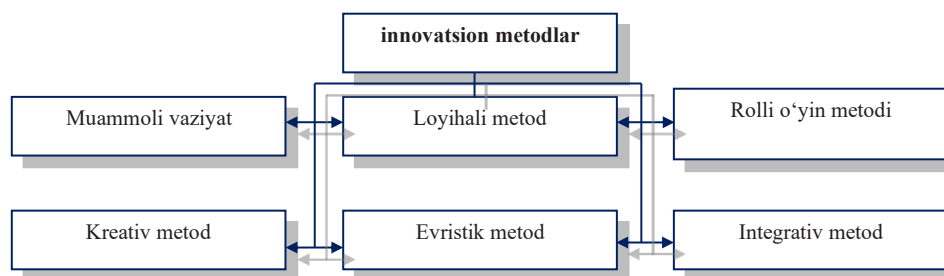 innovatsion metodlar
Muammoli vaziyat
Loyihali metod
Rolli o‘yin metodi
Kreativ metod
Evristik metod
Integrativ metod